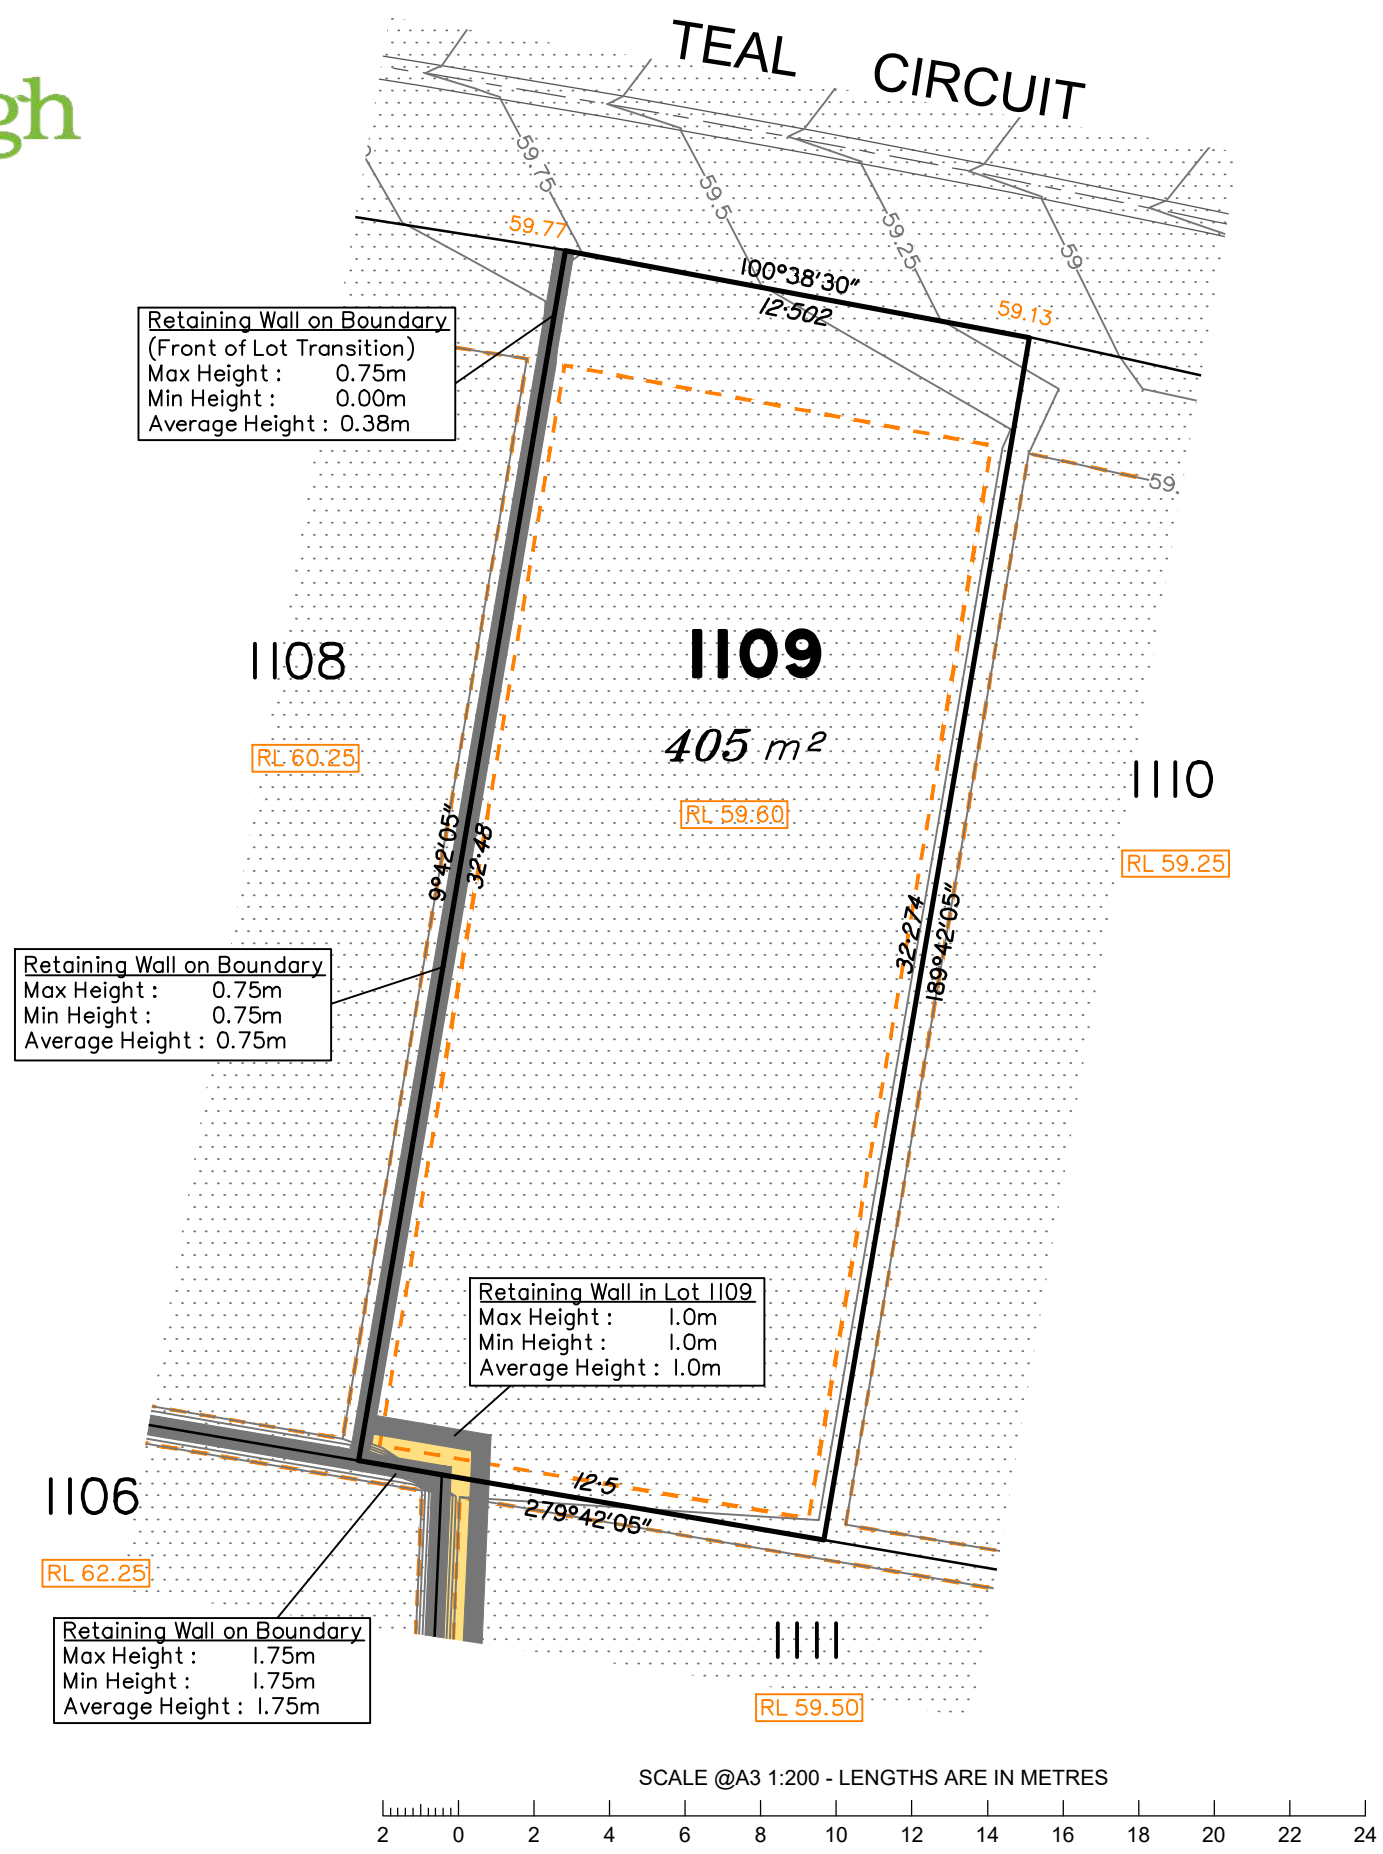 gh
TEAL CIRCUIT
59.75
59.5
59.25
59
59.77
100°38'30"
12·502
59.13
Retaining Wall on Boundary
(Front of Lot Transition)
Max Height : 0.75m
Min Height : 0.00m
Average Height : 0.38m
59.
1108
1109
405 m²
RL 60.25
RL 59.60
1110
RL 59.25
9°42'05"
32·48
32·274
189°42'05"
Retaining Wall on Boundary
Max Height : 0.75m
Min Height : 0.75m
Average Height : 0.75m
Retaining Wall in Lot 1109
Max Height : 1.0m
Min Height : 1.0m
Average Height : 1.0m
1106
12·5
279°42'05"
RL 62.25
Retaining Wall on Boundary
Max Height : 1.75m
Min Height : 1.75m
Average Height : 1.75m
1111
RL 59.50
SCALE @A3 1:200 - LENGTHS ARE IN METRES
2 0 2 4 6 8 10 12 14 16 18 20 22 24